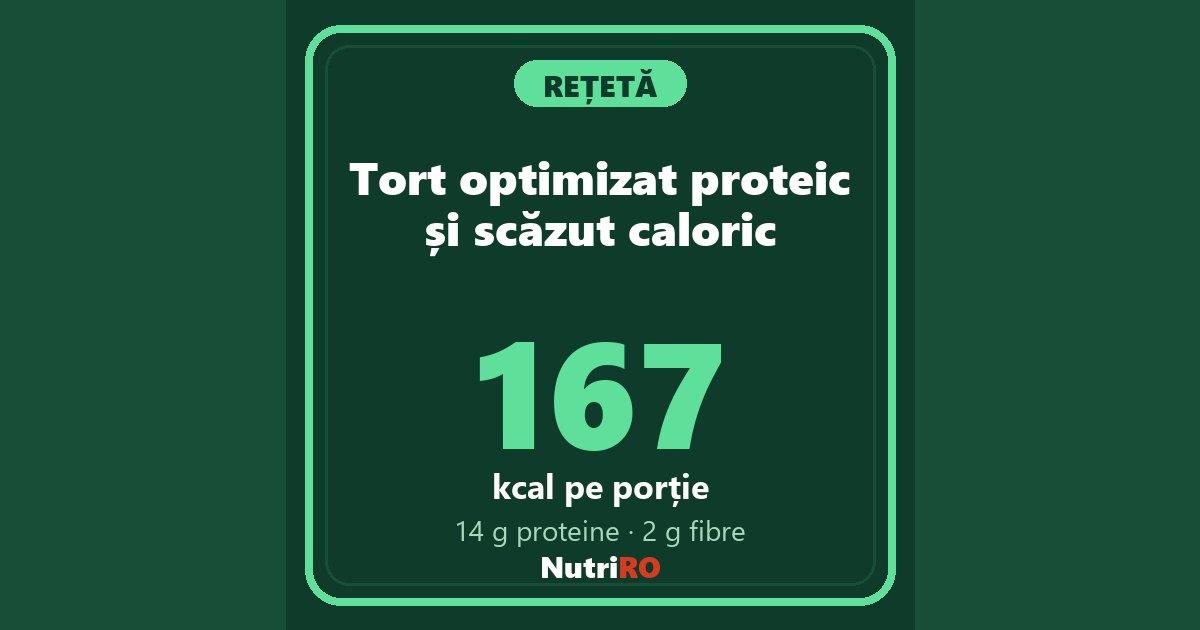 REȚETĂ
Tort optimizat proteic
și scăzut caloric
167
kcal pe porție
14 g proteine · 2 g fibre
NutriRO